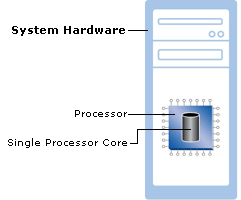 System Hardware
Processor
Single Processor Core